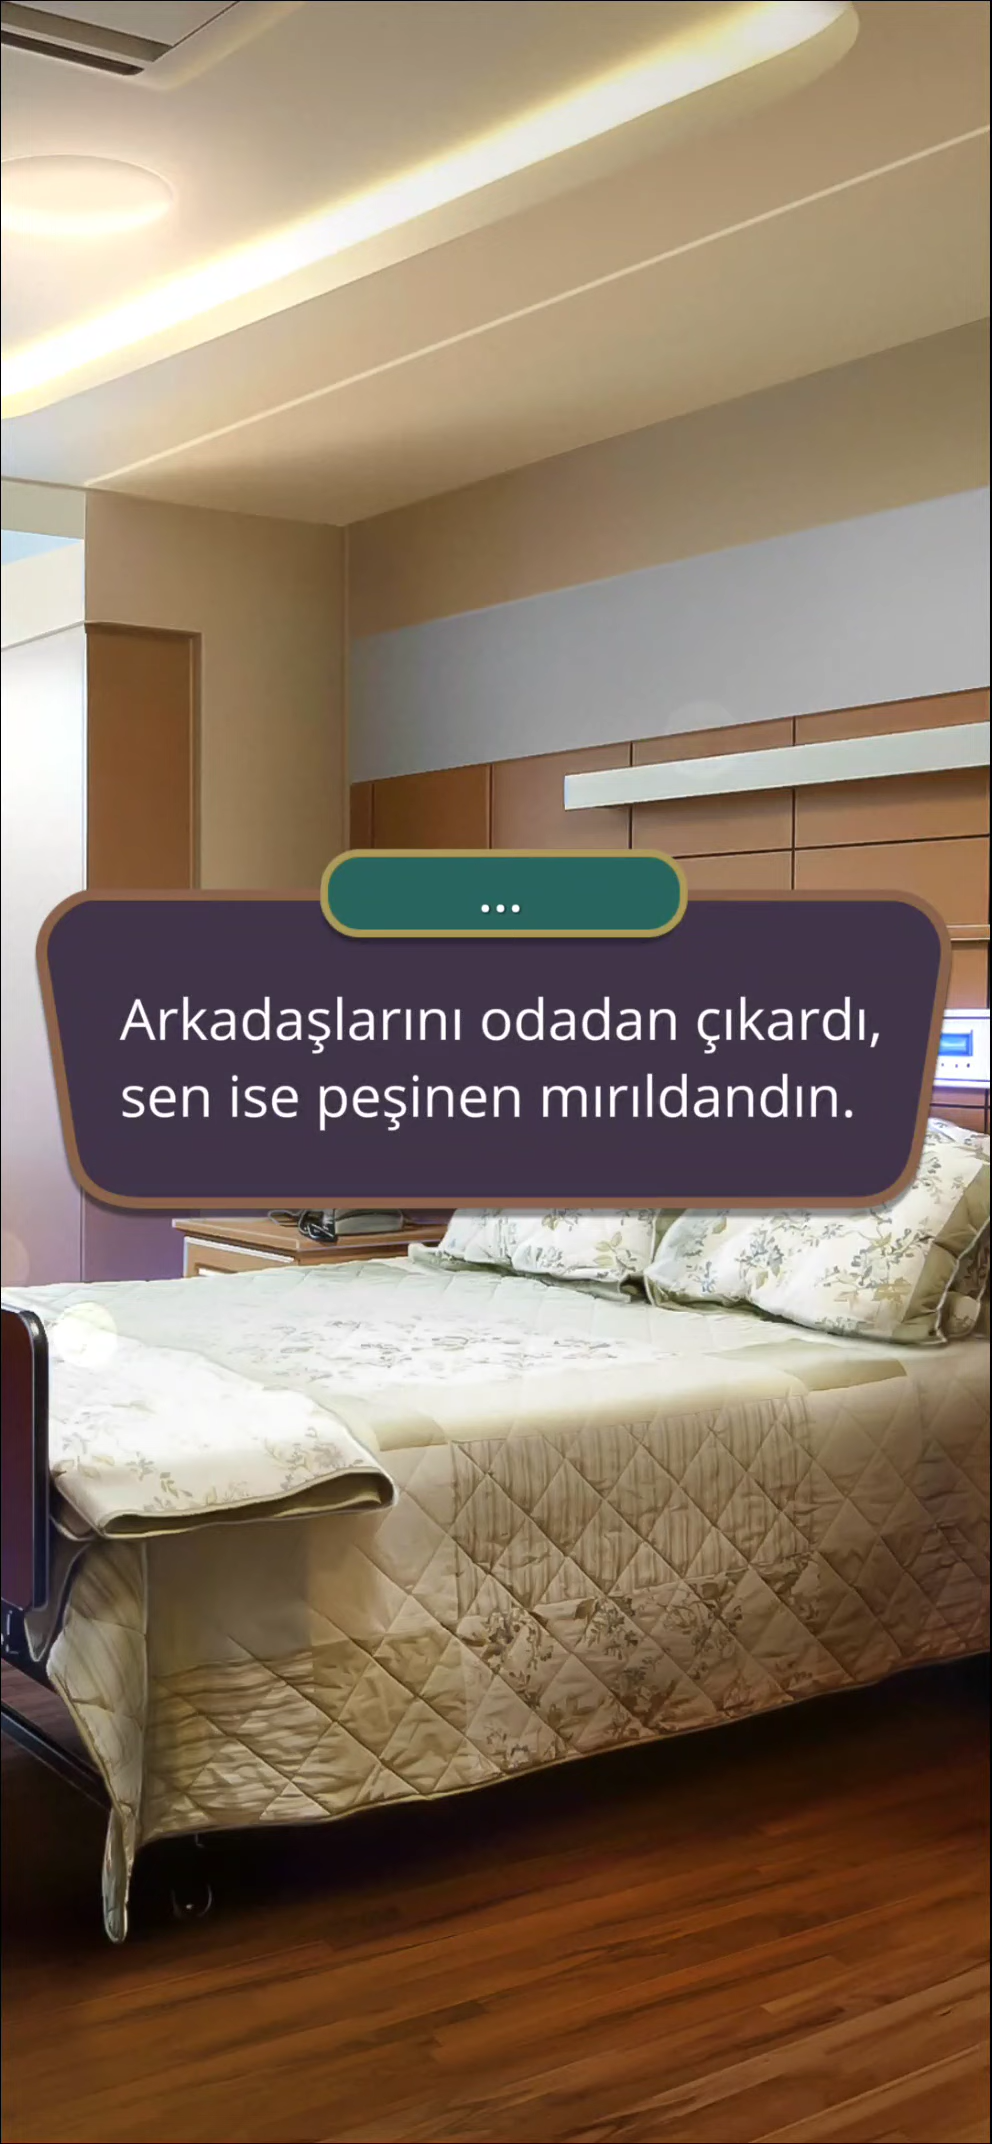 ...
Arkadaşlarını odadan çıkardı,
sen ise peşinen mırıldandın.